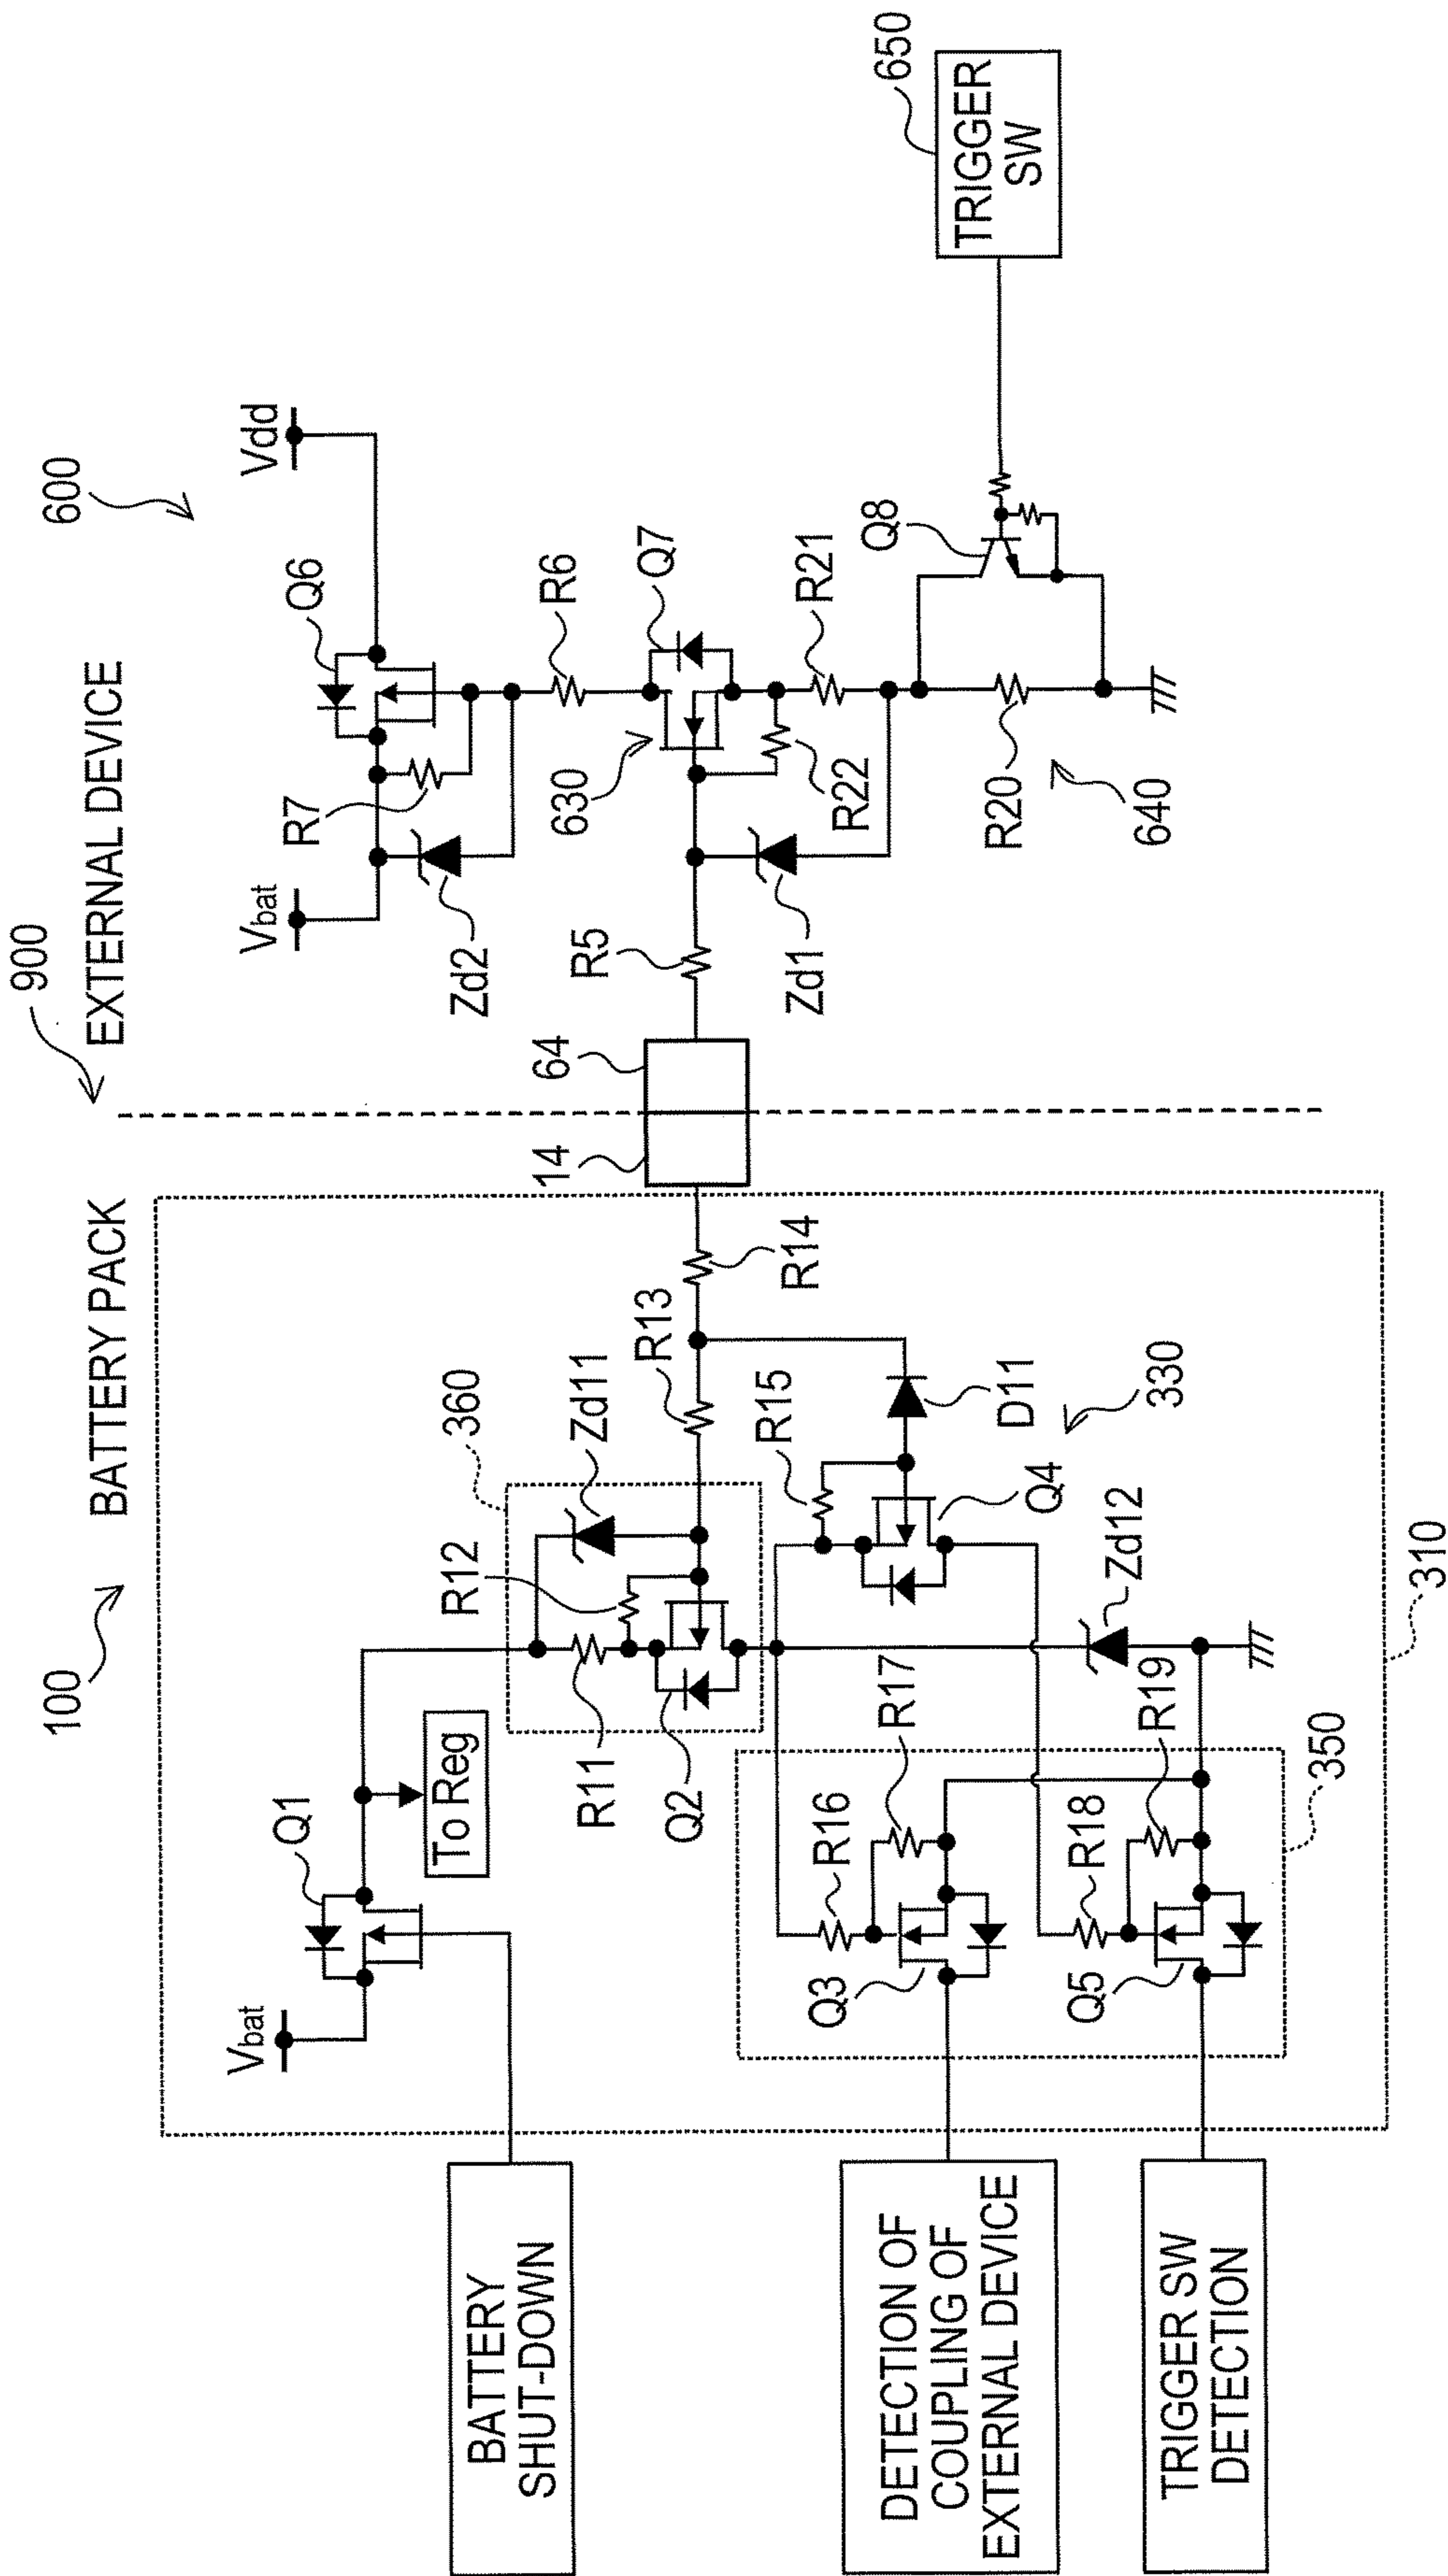 900
100
BATTERY PACK
EXTERNAL DEVICE
600
Vbat
Q1
To Reg
BATTERY
SHUT-DOWN
360
R11
R12
Zd11
Q2
R13
R14
14
64
R5
Vbat
R7
Zd2
Q6
Vdd
R6
630
Q7
Zd1
R22
R21
Q8
R20
640
TRIGGER
SW
650
R15
D11
Q4
330
Zd12
R16
R17
Q3
R18
R19
Q5
350
310
DETECTION OF
COUPLING OF
EXTERNAL DEVICE
TRIGGER SW
DETECTION